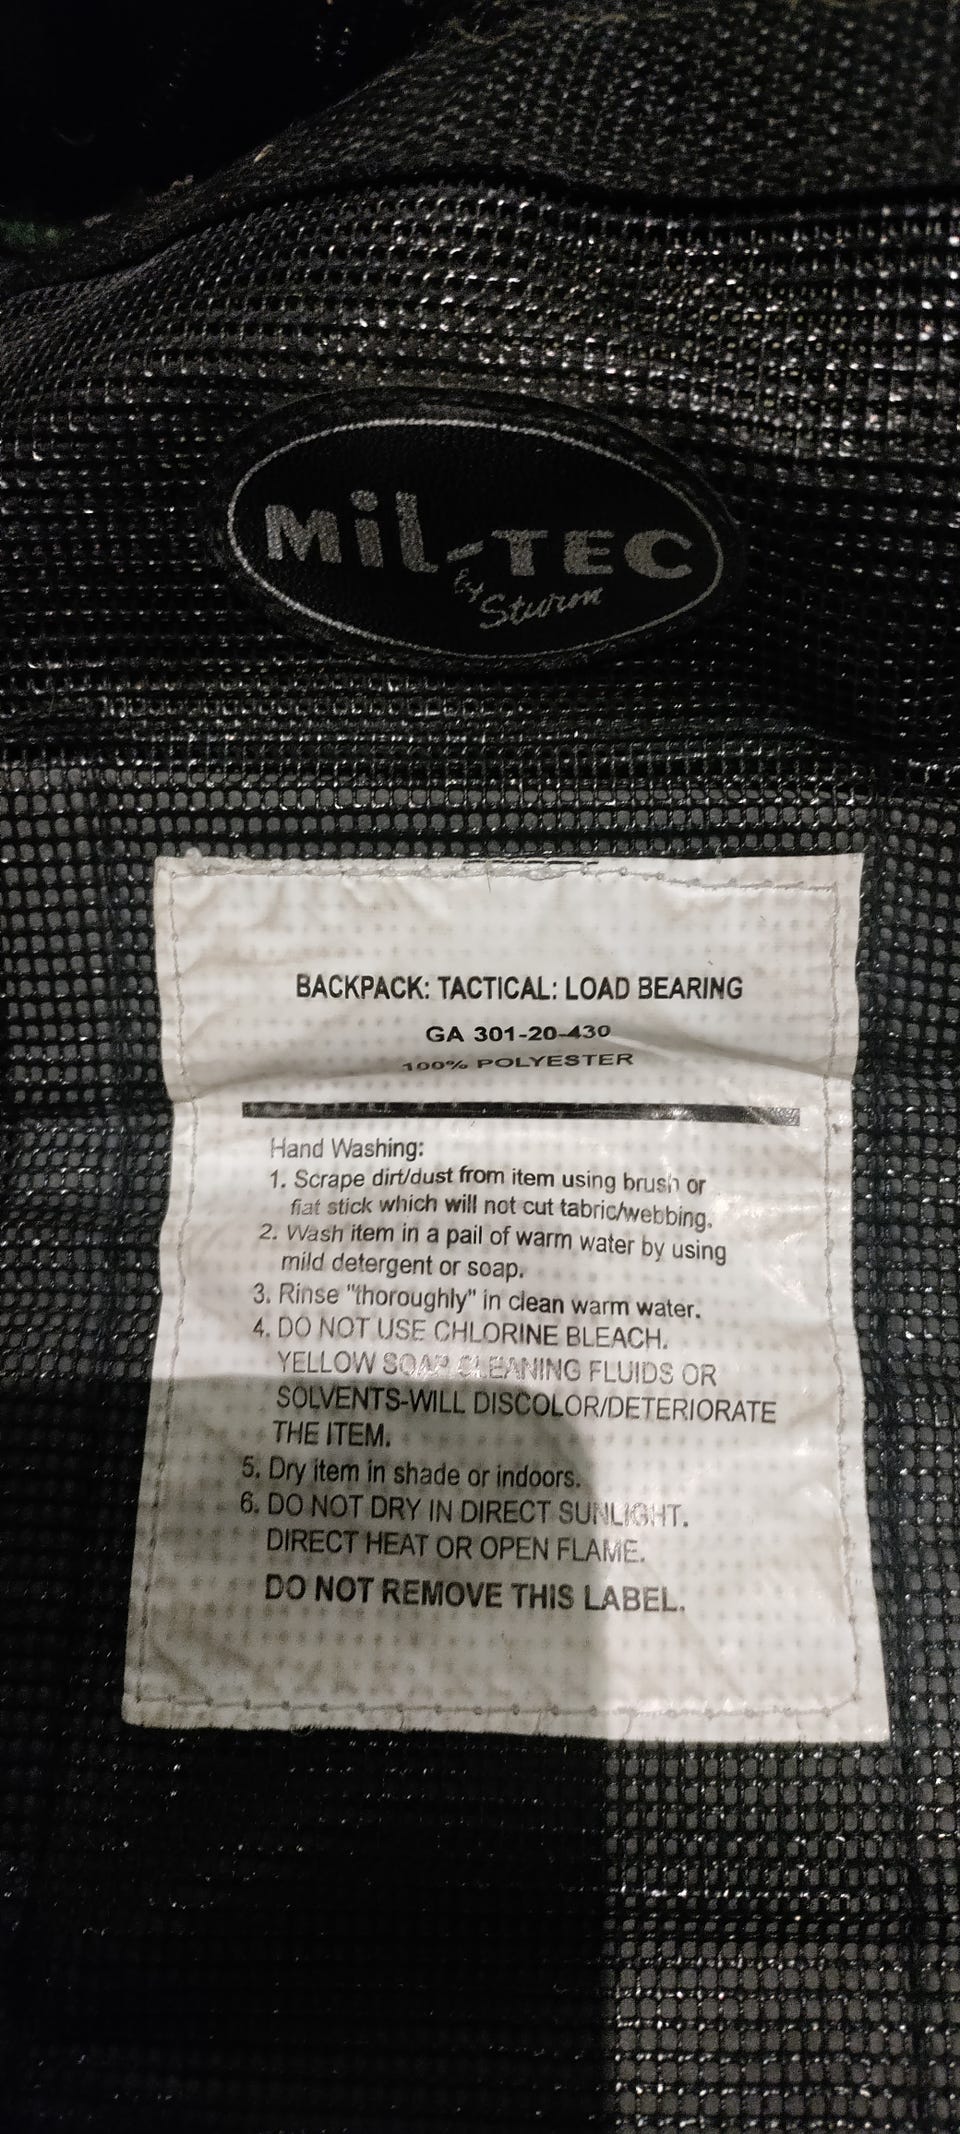 MiL-TEC
by Sturm
BACKPACK: TACTICAL: LOAD BEARING
GA 301-20-430
100% POLYESTER
Hand Washing:
1. Scrape dirt/dust from item using brush or
fiat stick which will not cut tabric/webbing.
2. Wash item in a pail of warm water by using
mild detergent or soap.
3. Rinse "thoroughly" in clean warm water.
4. DO NOT USE CHLORINE BLEACH.
YELLOW SOAP CLEANING FLUIDS OR
SOLVENTS-WILL DISCOLOR/DETERIORATE
THE ITEM.
5. Dry item in shade or indoors.
6. DO NOT DRY IN DIRECT SUNLIGHT.
DIRECT HEAT OR OPEN FLAME.
DO NOT REMOVE THIS LABEL.